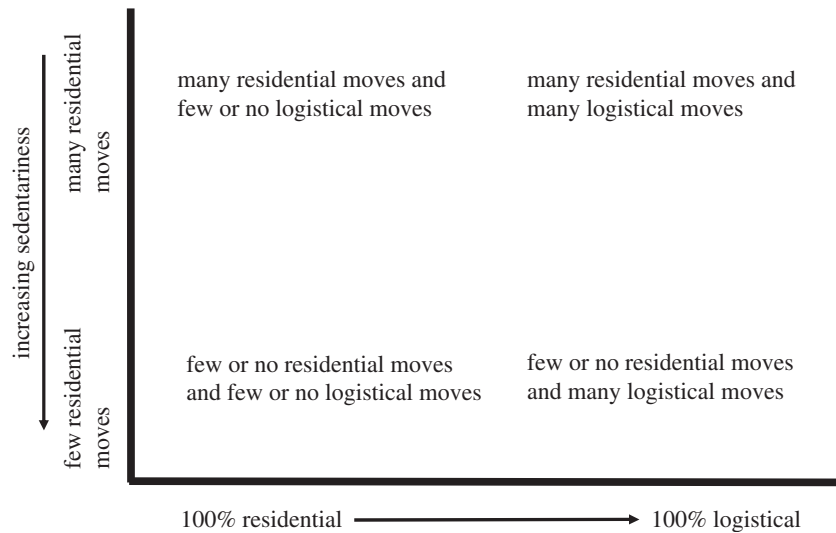 increasing sedentariness
many residential
moves
few residential
moves
many residential moves and
few or no logistical moves
many residential moves and
many logistical moves
few or no residential moves
and few or no logistical moves
few or no residential moves
and many logistical moves
100% residential
100% logistical